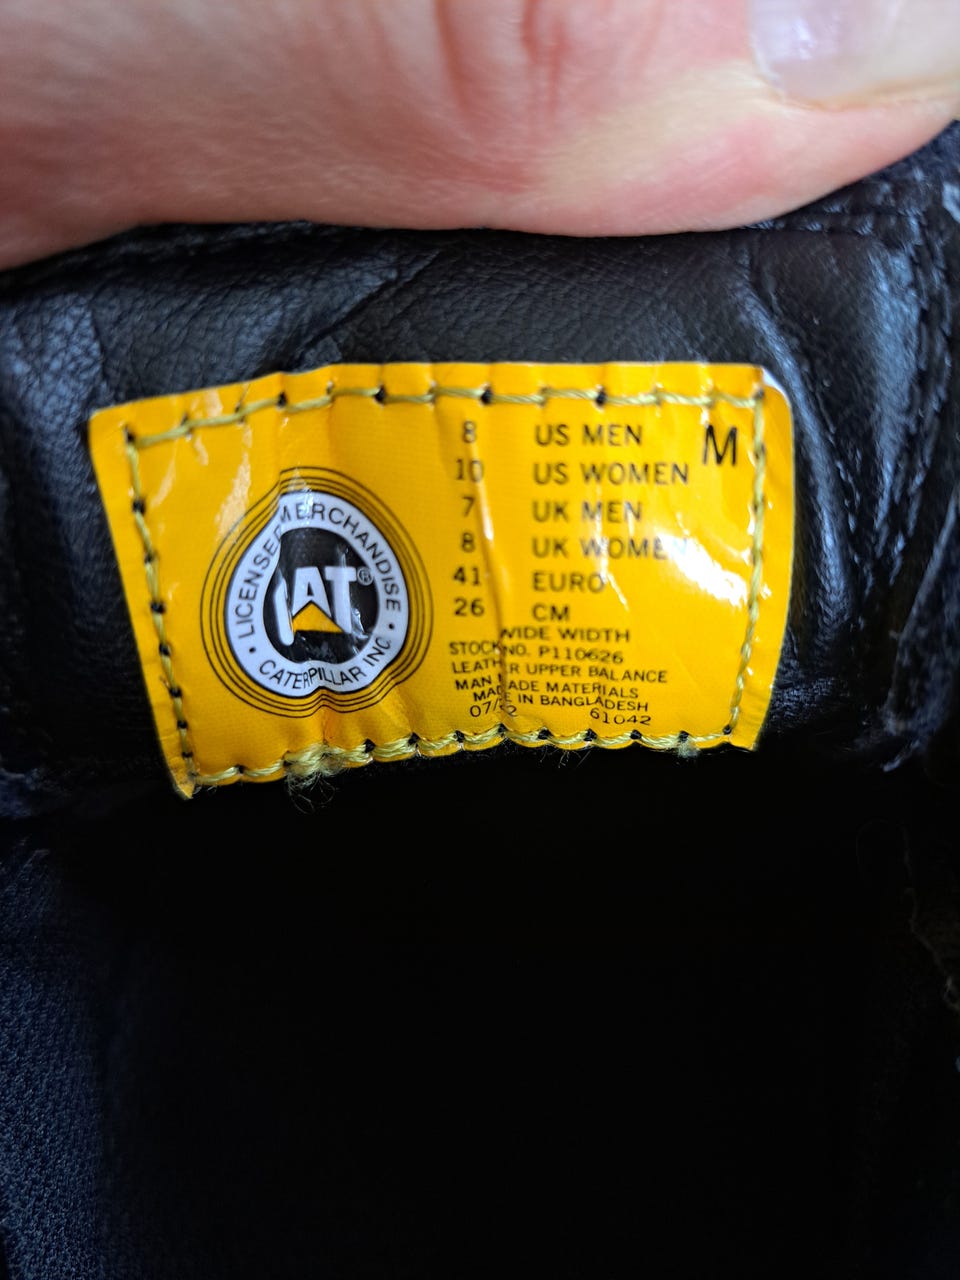 LICENSED MERCHANDISE
CATERPILLAR INC
CAT®
8 US MEN M
10 US WOMEN
7 UK MEN
8 UK WOMEN
41 EURO
26 CM
WIDE WIDTH
STOCK NO. P110626
LEATHER UPPER BALANCE
MAN MADE MATERIALS
MADE IN BANGLADESH
61042